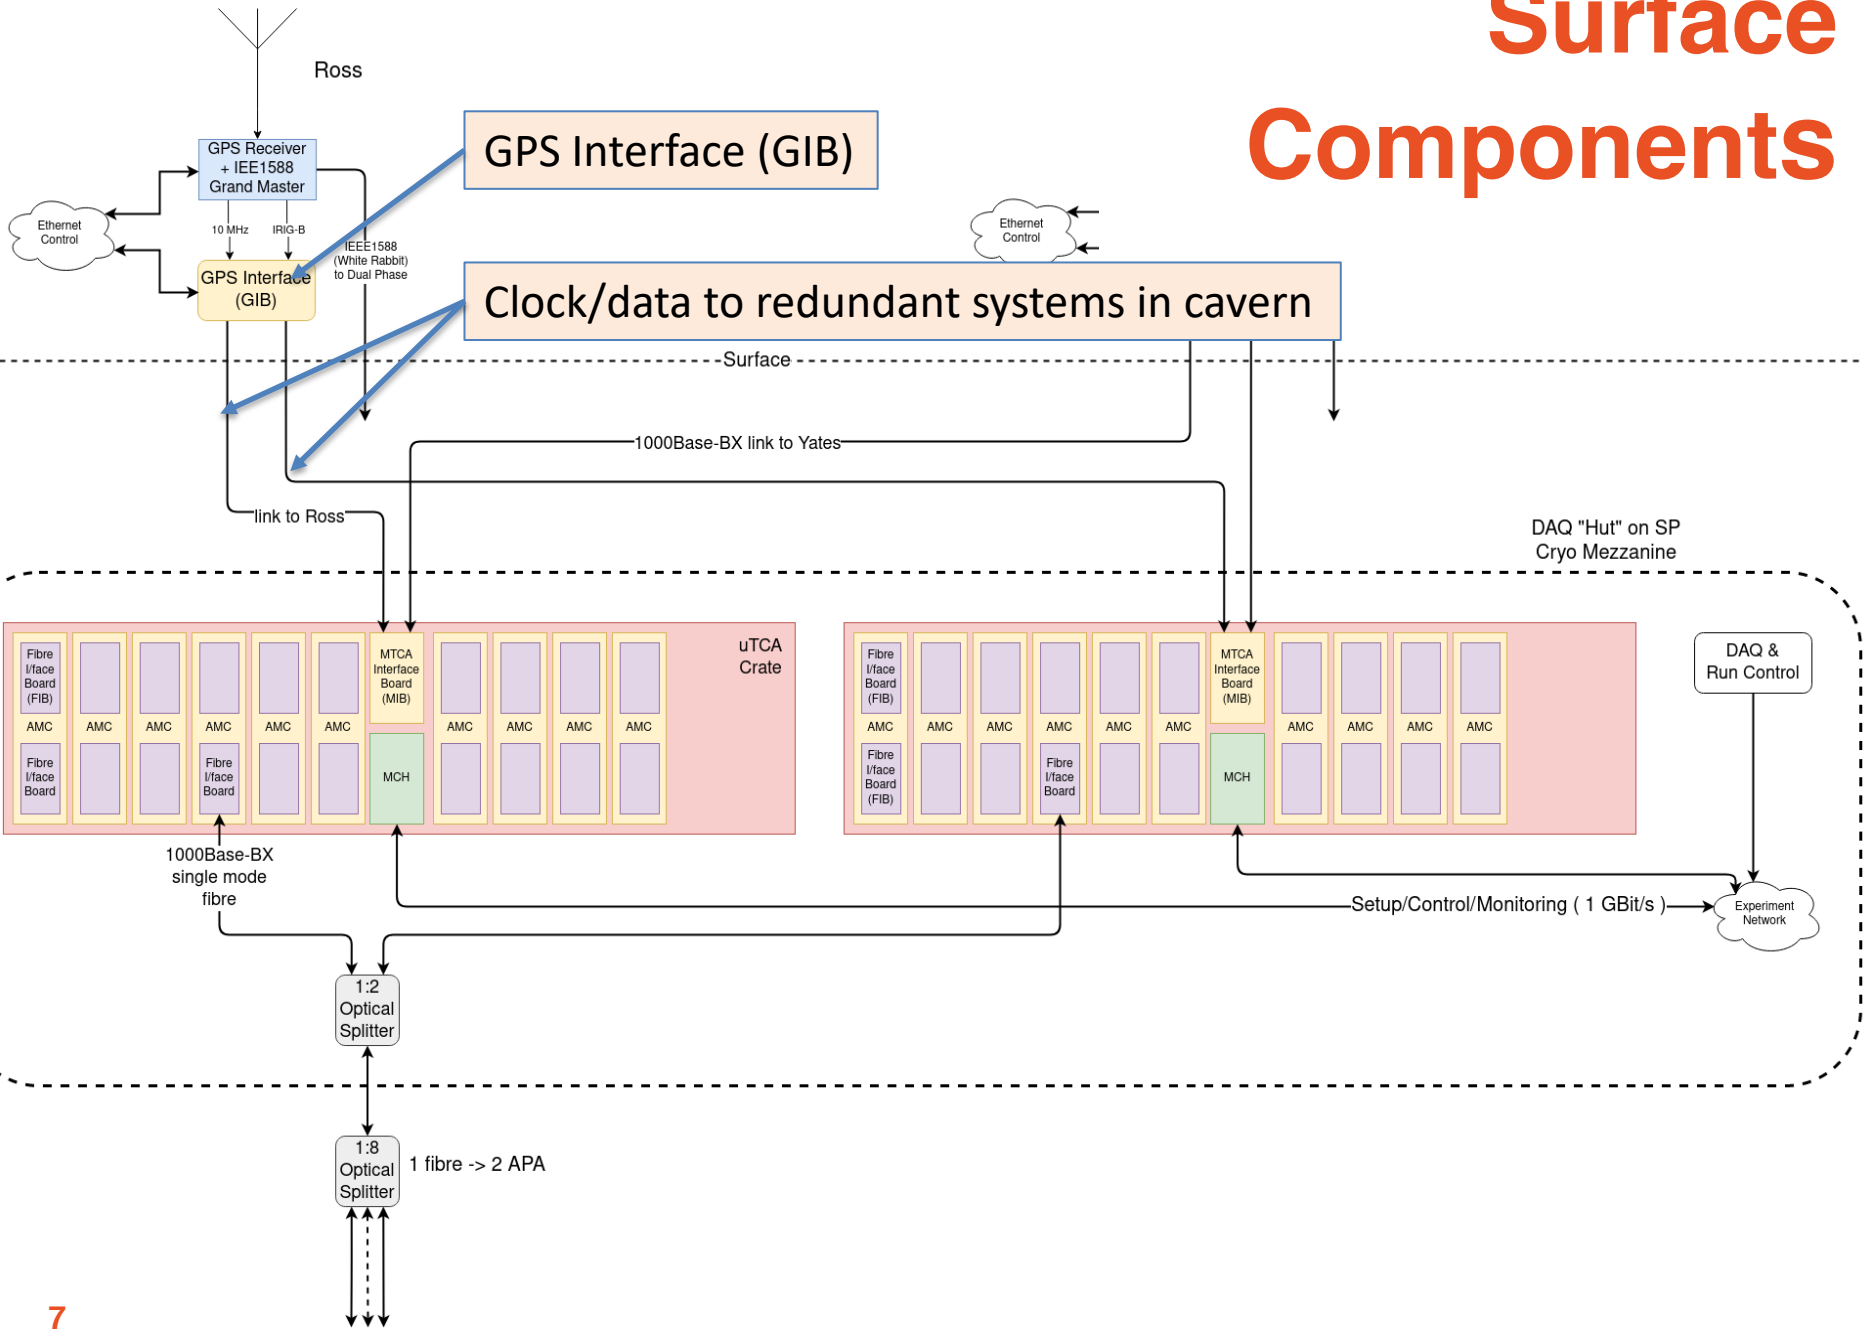 Surface
Components
Ross
GPS Receiver
+ IEE1588
Grand Master
GPS Interface (GIB)
Ethernet
Control
10 MHz
IRIG-B
IEEE1588
(White Rabbit)
to Dual Phase
Ethernet
Control
GPS Interface
(GIB)
Clock/data to redundant systems in cavern
Surface
1000Base-BX link to Yates
link to Ross
DAQ "Hut" on SP
Cryo Mezzanine
Fibre
I/face
Board
(FIB)
AMC
Fibre
I/face
Board
AMC
AMC
AMC
Fibre
I/face
Board
AMC
AMC
MTCA
Interface
Board
(MIB)
MCH
AMC
AMC
AMC
AMC
uTCA
Crate
Fibre
I/face
Board
(FIB)
AMC
Fibre
I/face
Board
(FIB)
AMC
AMC
AMC
Fibre
I/face
Board
AMC
AMC
MTCA
Interface
Board
(MIB)
MCH
AMC
AMC
AMC
AMC
DAQ &
Run Control
1000Base-BX
single mode
fibre
Setup/Control/Monitoring ( 1 GBit/s )
Experiment
Network
1:2
Optical
Splitter
1:8
Optical
Splitter
1 fibre -> 2 APA
7